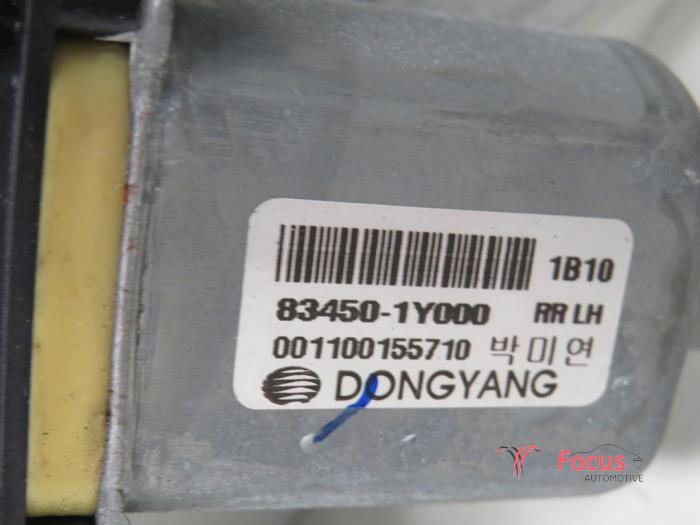 1B10
83450-1Y000 RR LH
001100155710 박미연
DONGYANG
Focus
AUTOMOTIVE